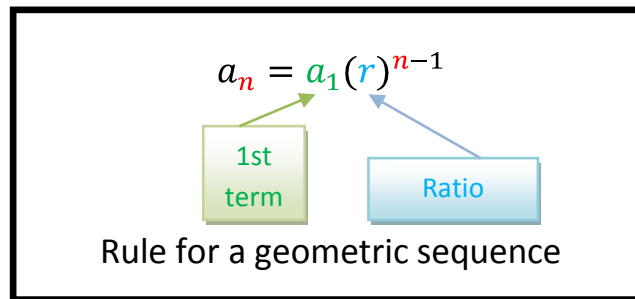 aₙ = a₁(r)ⁿ⁻¹
1st
term
Ratio
Rule for a geometric sequence